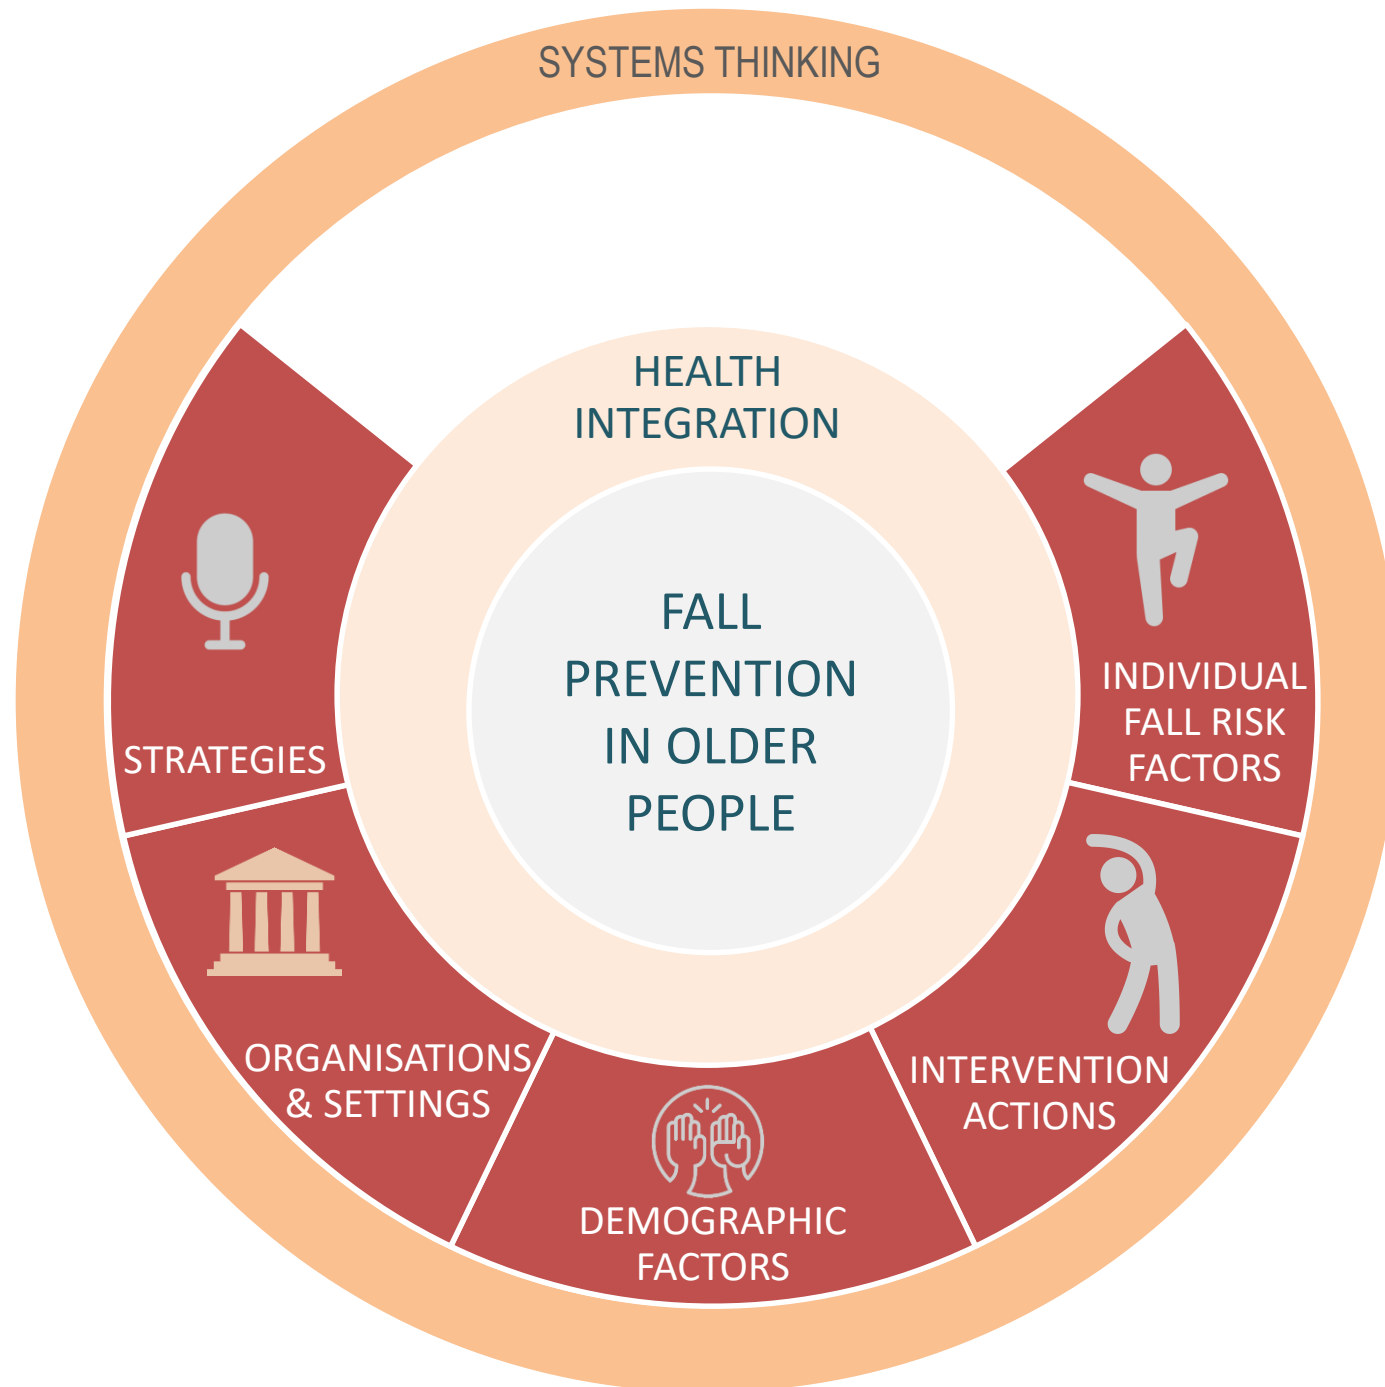 SYSTEMS THINKING
HEALTH
INTEGRATION
FALL
PREVENTION
IN OLDER
PEOPLE
INDIVIDUAL
FALL RISK
FACTORS
INTERVENTION
ACTIONS
DEMOGRAPHIC
FACTORS
ORGANISATIONS
& SETTINGS
STRATEGIES